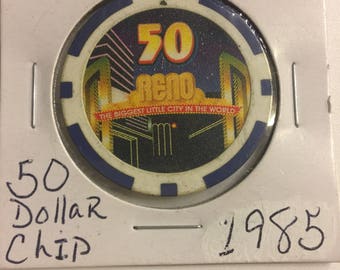 50
RENO
THE BIGGEST LITTLE CITY IN THE WORLD
50
Dollar
Chip
1985